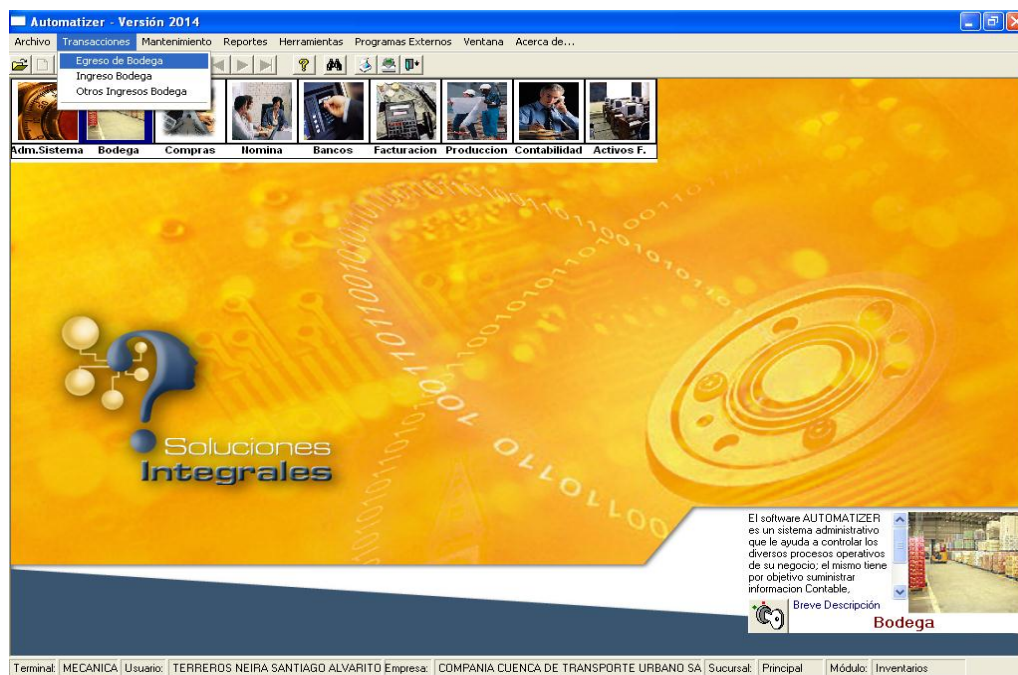 Automatizer - Versión 2014
Archivo Transacciones Mantenimiento Reportes Herramientas Programas Externos Ventana Acerca de...
Egreso de Bodega
Ingreso Bodega
Otros Ingresos Bodega
Adm.Sistema Bodega Compras Nomina Bancos Facturacion Produccion Contabilidad Activos F.
Soluciones
Integrales
El software AUTOMATIZER
es un sistema administrativo
que le ayuda a controlar los
diversos procesos operativos
de su negocio; el mismo tiene
por objetivo suministrar
informacion Contable,
Breve Descripción
Bodega
Terminal: MECANICA Usuario: TERREROS NEIRA SANTIAGO ALVARITO Empresa: COMPANIA CUENCA DE TRANSPORTE URBANO SA Sucursal: Principal Módulo: Inventarios